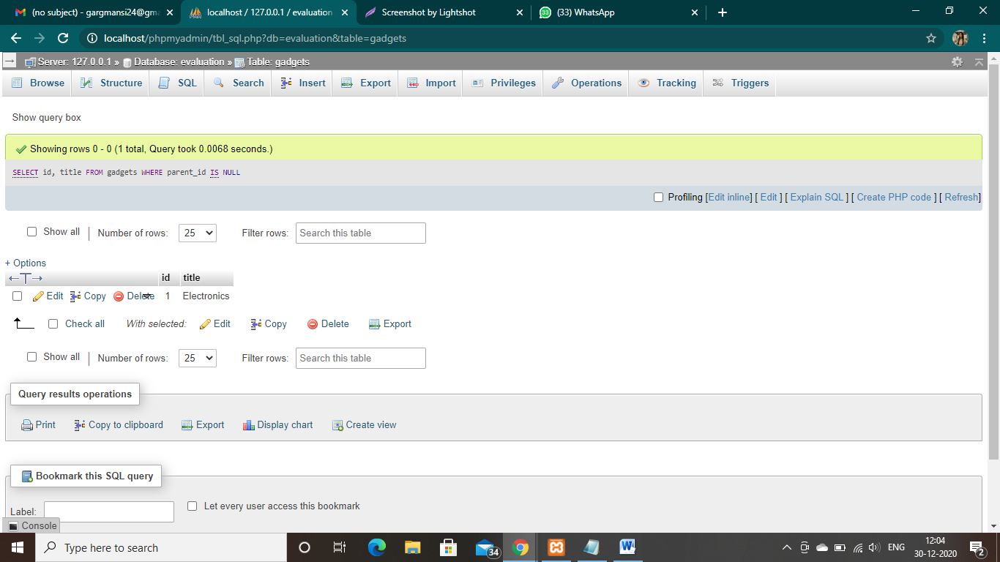 (no subject) - gargmansi24@gma
localhost / 127.0.0.1 / evaluation
Screenshot by Lightshot
(33) WhatsApp
localhost/phpmyadmin/tbl_sql.php?db=evaluation&table=gadgets
Server: 127.0.0.1 » Database: evaluation » Table: gadgets
Browse Structure SQL Search Insert Export Import Privileges Operations Tracking Triggers
Show query box
Showing rows 0 - 0 (1 total, Query took 0.0068 seconds.)
SELECT id, title FROM gadgets WHERE parent_id IS NULL
Profiling [Edit inline] [ Edit ] [ Explain SQL ] [ Create PHP code ] [ Refresh]
Show all | Number of rows: 25 Filter rows: Search this table
+ Options
←T→ id title
Edit Copy Delete 1 Electronics
Check all With selected: Edit Copy Delete Export
Show all | Number of rows: 25 Filter rows: Search this table
Query results operations
Print Copy to clipboard Export Display chart Create view
Bookmark this SQL query
Label: Let every user access this bookmark
Console
Type here to search 34 ENG 12:04
30-12-2020 2